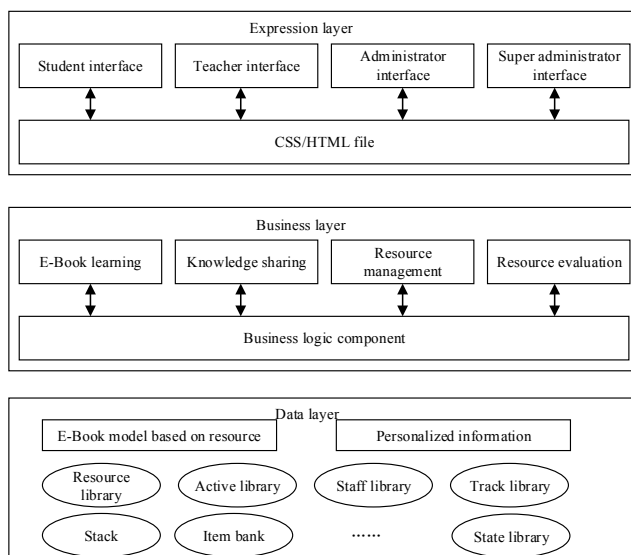 Expression layer
Student interface
Teacher interface
Administrator
interface
Super administrator
interface
CSS/HTML file
Business layer
E-Book learning
Knowledge sharing
Resource
management
Resource evaluation
Business logic component
Data layer
E-Book model based on resource
Personalized information
Resource
library
Active library
Staff library
Track library
Stack
Item bank
……
State library